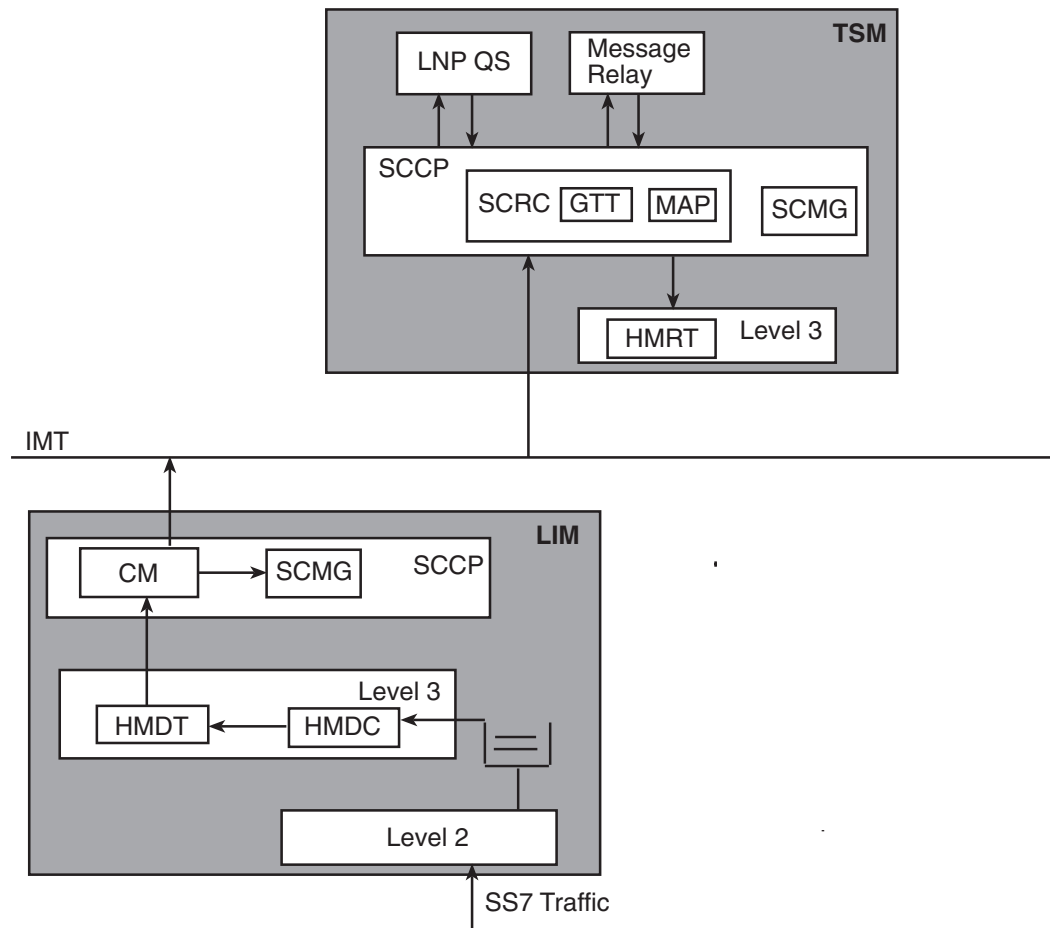 TSM
LNP QS
Message
Relay
SCCP
SCRC
GTT
MAP
SCMG
HMRT
Level 3
IMT
LIM
CM
SCMG
SCCP
Level 3
HMDT
HMDC
Level 2
SS7 Traffic